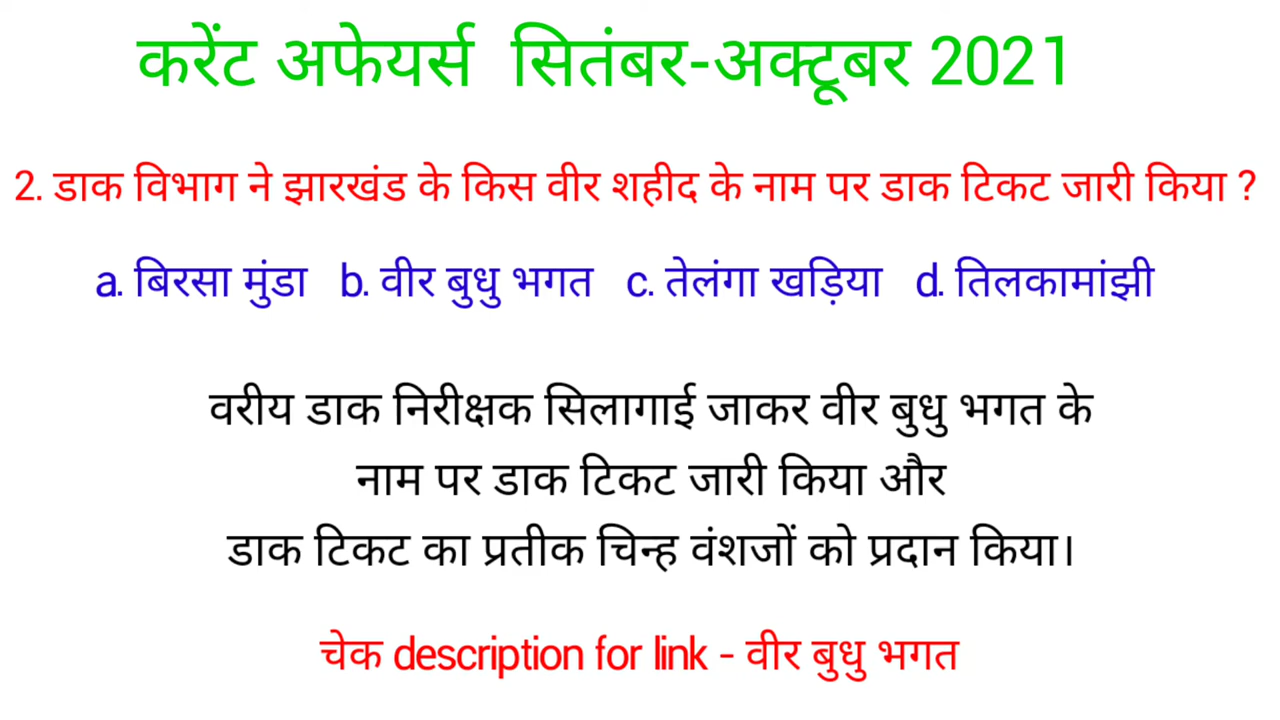 करेंट अफेयर्स सितंबर-अक्टूबर 2021
2. डाक विभाग ने झारखंड के किस वीर शहीद के नाम पर डाक टिकट जारी किया ?
a. बिरसा मुंडा b. वीर बुधु भगत c. तेलंगा खड़िया d. तिलकामांझी
वरीय डाक निरीक्षक सिलागाई जाकर वीर बुधु भगत के
नाम पर डाक टिकट जारी किया और
डाक टिकट का प्रतीक चिन्ह वंशजों को प्रदान किया।
चेक description for link - वीर बुधु भगत